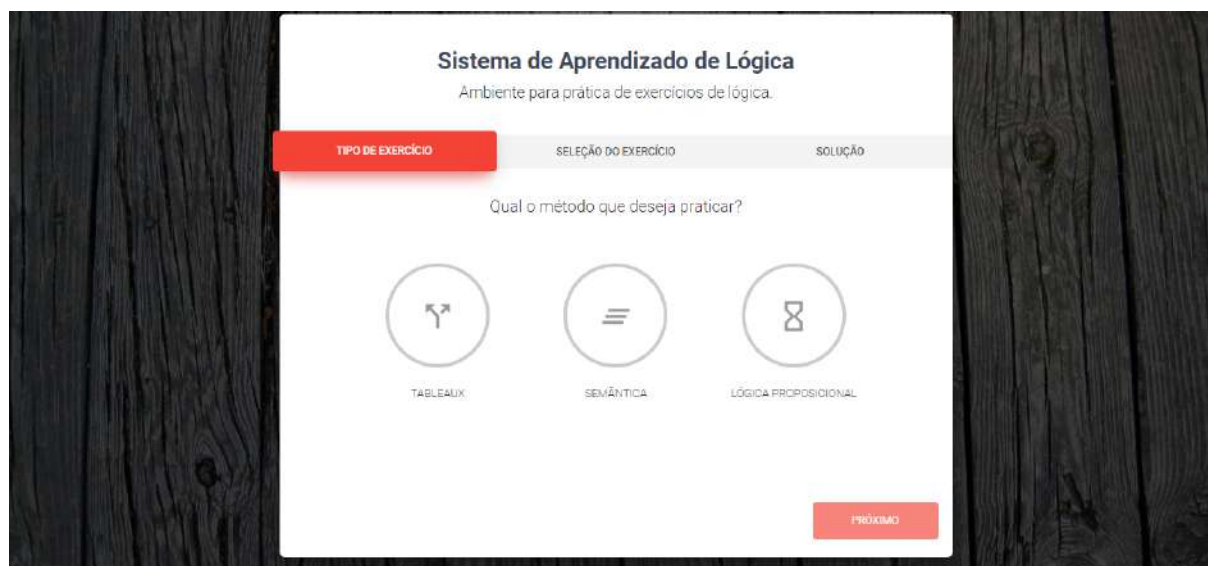 Sistema de Aprendizado de Lógica
Ambiente para prática de exercícios de lógica.
TIPO DE EXERCÍCIO
SELEÇÃO DO EXERCÍCIO
SOLUÇÃO
Qual o método que deseja praticar?
TABLEAUX
SEMÂNTICA
LÓGICA PROPOSICIONAL
PRÓXIMO